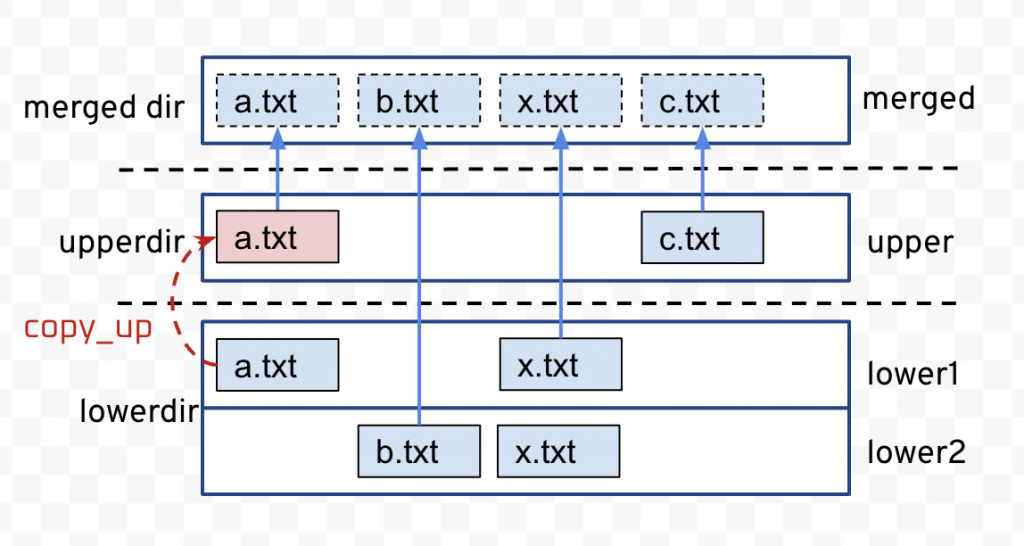 merged dir
a.txt
b.txt
x.txt
c.txt
merged
upperdir
a.txt
c.txt
upper
copy_up
lowerdir
a.txt
x.txt
lower1
b.txt
x.txt
lower2